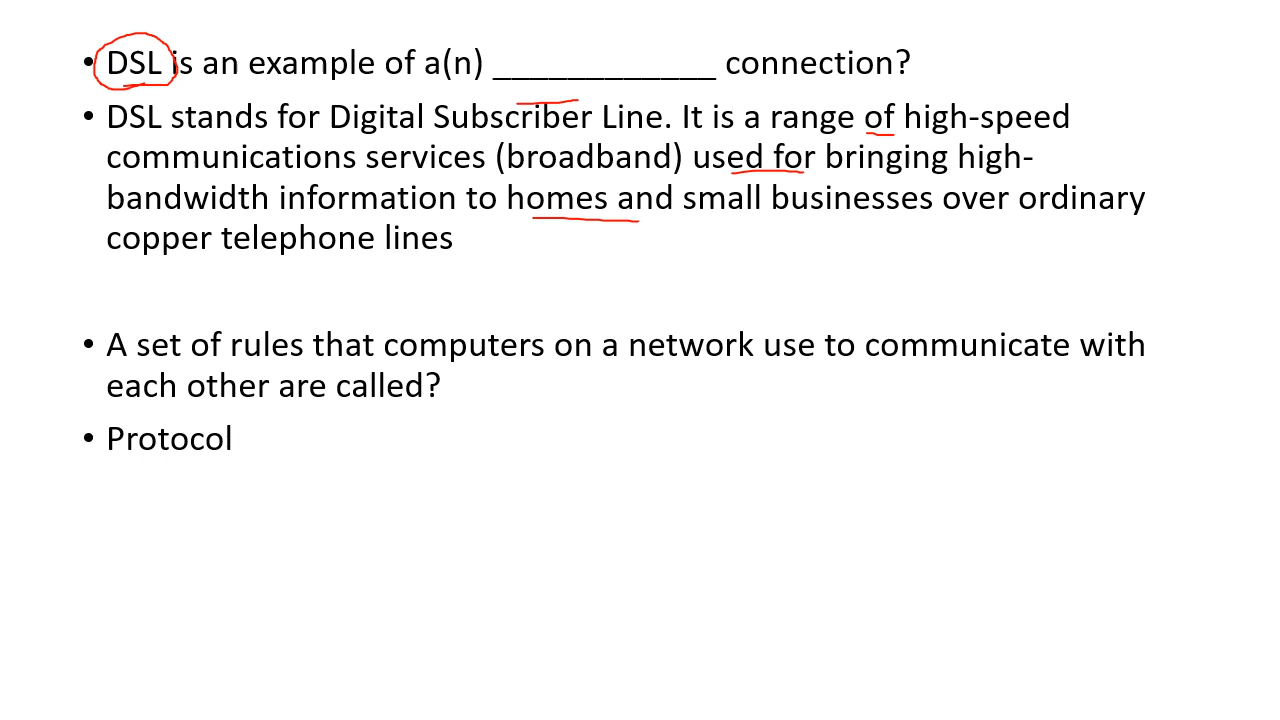 • DSL is an example of a(n) ____________ connection?
• DSL stands for Digital Subscriber Line. It is a range of high-speed
communications services (broadband) used for bringing high-
bandwidth information to homes and small businesses over ordinary
copper telephone lines
• A set of rules that computers on a network use to communicate with
each other are called?
• Protocol